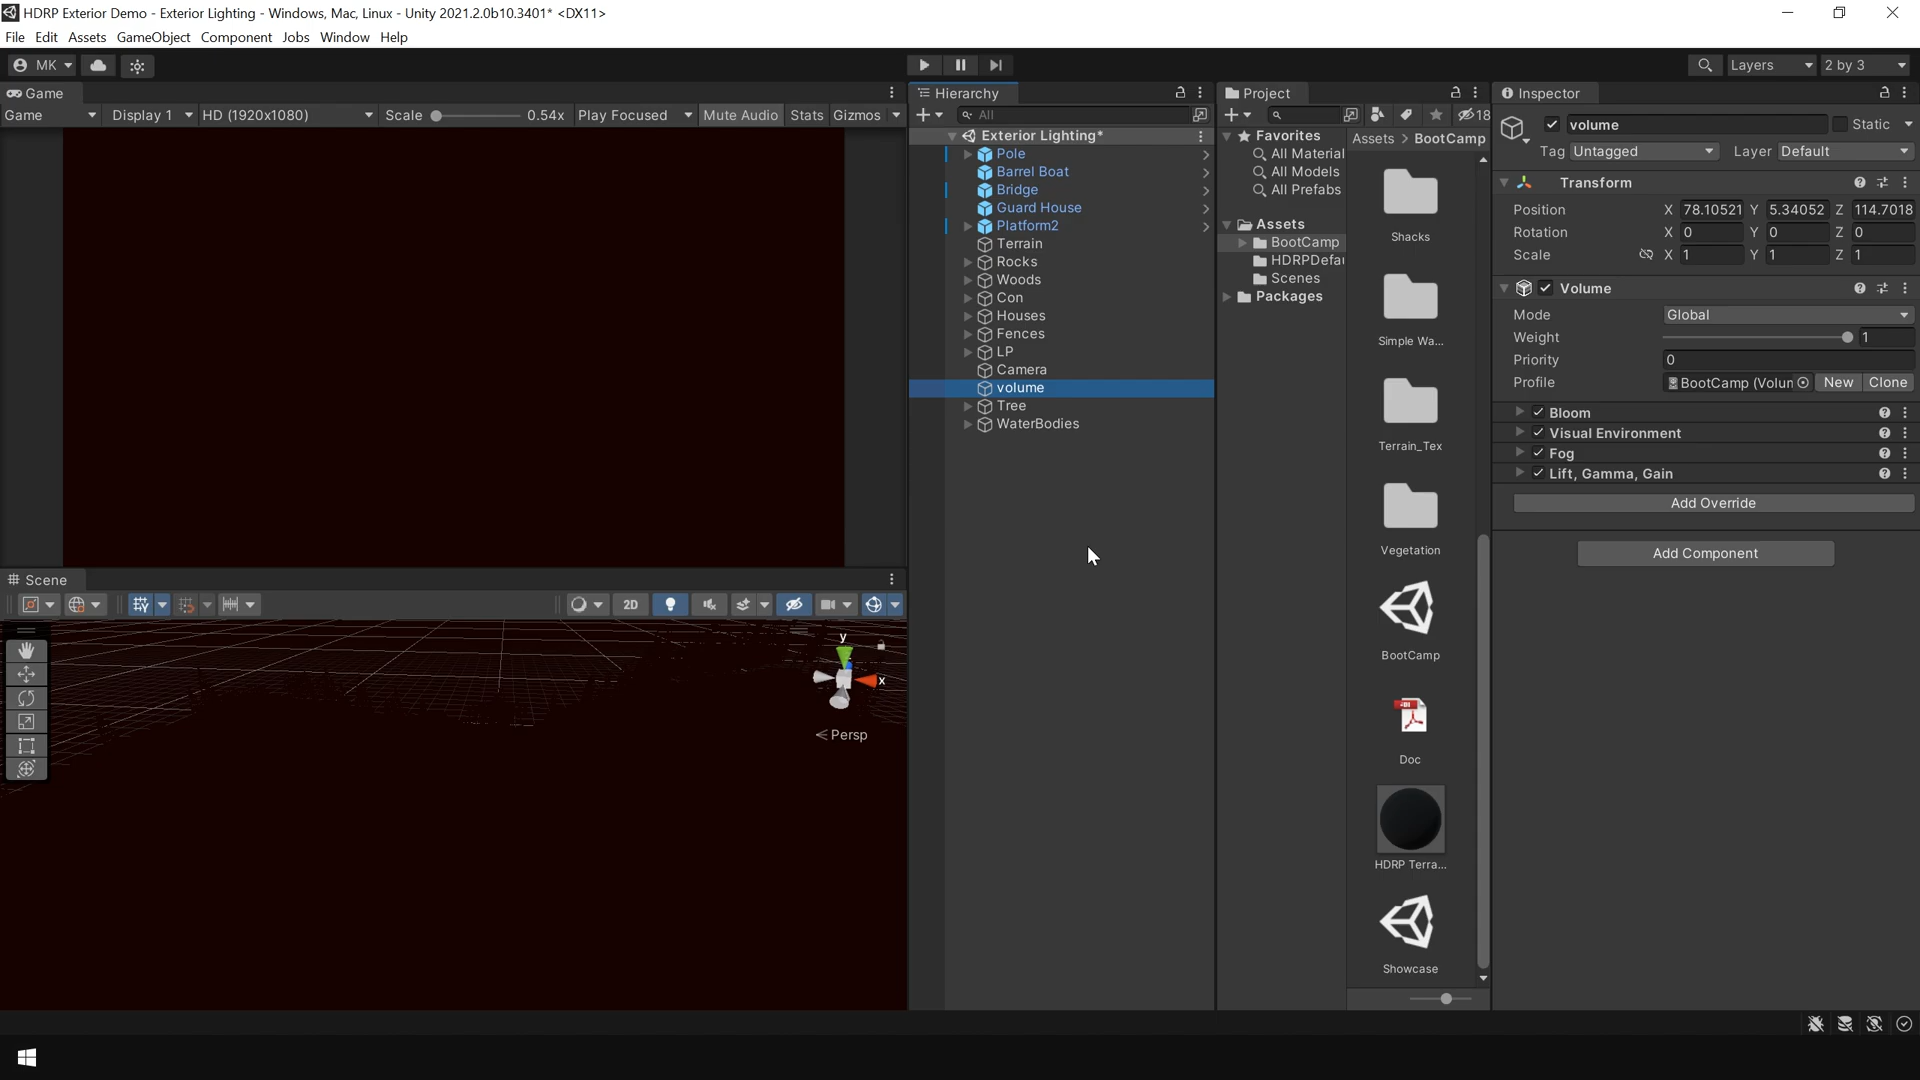 HDRP Exterior Demo - Exterior Lighting - Windows, Mac, Linux - Unity 2021.2.0b10.3401* <DX11>
File Edit Assets GameObject Component Jobs Window Help
MK
Layers 2 by 3
Game
Game Display 1 HD (1920x1080) Scale 0.54x Play Focused Mute Audio Stats Gizmos
Scene
2D
y
x
Persp
Hierarchy
All
Exterior Lighting*
Pole
Barrel Boat
Bridge
Guard House
Platform2
Terrain
Rocks
Woods
Con
Houses
Fences
LP
Camera
volume
Tree
WaterBodies
Project
18
Favorites
All Material
All Models
All Prefabs
Assets
BootCamp
HDRPDefau
Scenes
Packages
Assets > BootCamp
Shacks
Simple Wa...
Terrain_Tex
Vegetation
BootCamp
Doc
HDRP Terra...
Showcase
Inspector
volume Static
Tag Untagged Layer Default
Transform
Position X 78.10521 Y 5.34052 Z 114.7018
Rotation X 0 Y 0 Z 0
Scale X 1 Y 1 Z 1
Volume
Mode Global
Weight 1
Priority 0
Profile BootCamp (Volun New Clone
Bloom
Visual Environment
Fog
Lift, Gamma, Gain
Add Override
Add Component